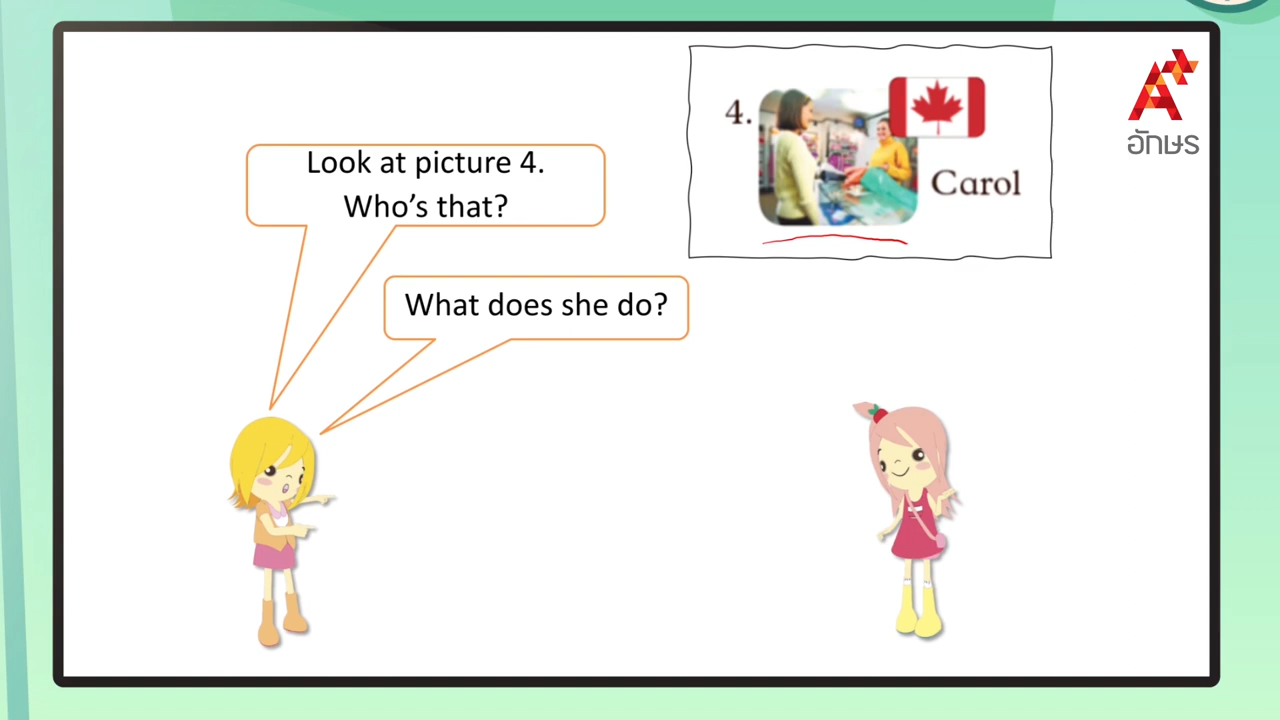 4.
Carol
อักษร
Look at picture 4.
Who's that?
What does she do?